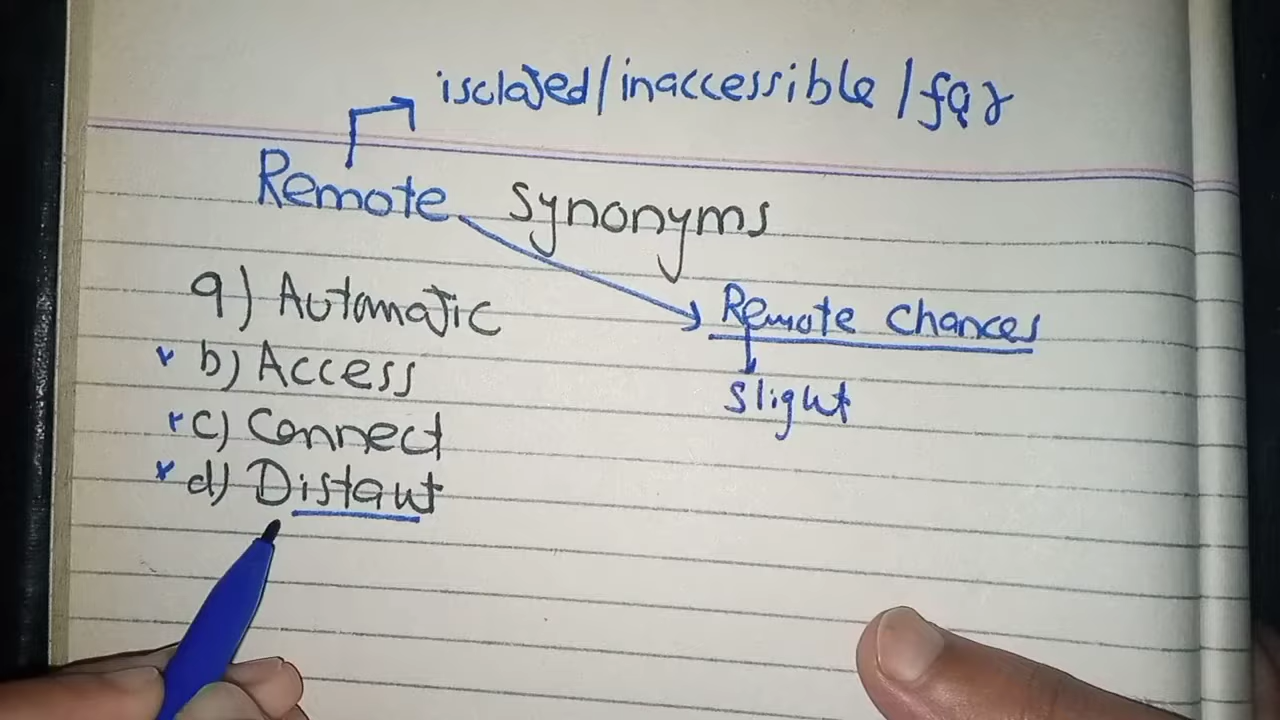 isolated/inaccessible/far
Remote synonyms
a) Automatic
Remote chances
b) Access
slight
c) Connect
d) Distant